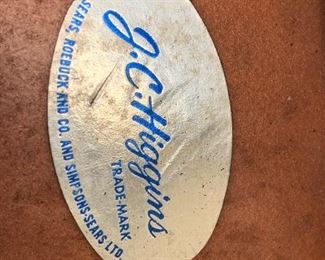 J.C. Higgins
TRADE-MARK
SEARS, ROEBUCK AND CO. AND SIMPSONS-SEARS LTD.